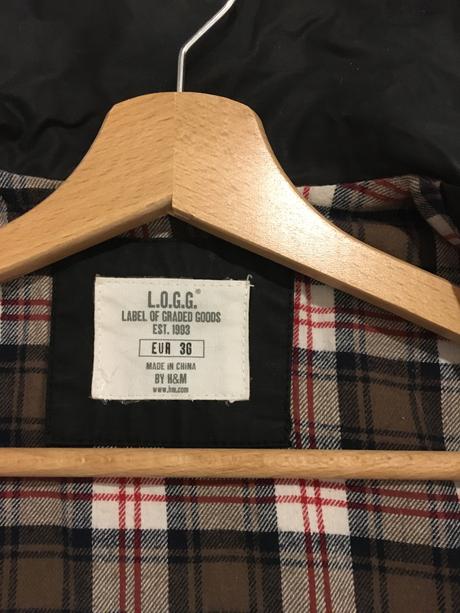 L.O.G.G.®
LABEL OF GRADED GOODS
EST. 1993
EUR 36
MADE IN CHINA
BY H&M
www.hm.com